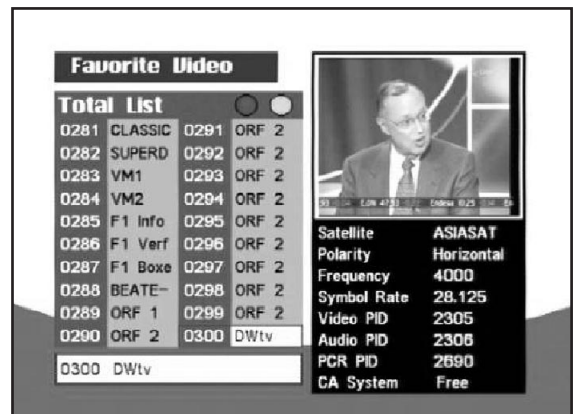 Favorite Video
Total List
0281 CLASSIC 0291 ORF 2
0282 SUPERD 0292 ORF 2
0283 VM1 0293 ORF 2
0284 VM2 0294 ORF 2
0285 F1 Info 0295 ORF 2
0286 F1 Verf 0296 ORF 2
0287 F1 Boxe 0297 ORF 2
0288 BEATE- 0298 ORF 2
0289 ORF 1 0299 ORF 2
0290 ORF 2 0300 DWtv
0300 DWtv
Satellite ASIASAT
Polarity Horizontal
Frequency 4000
Symbol Rate 28.125
Video PID 2305
Audio PID 2306
PCR PID 2690
CA System Free